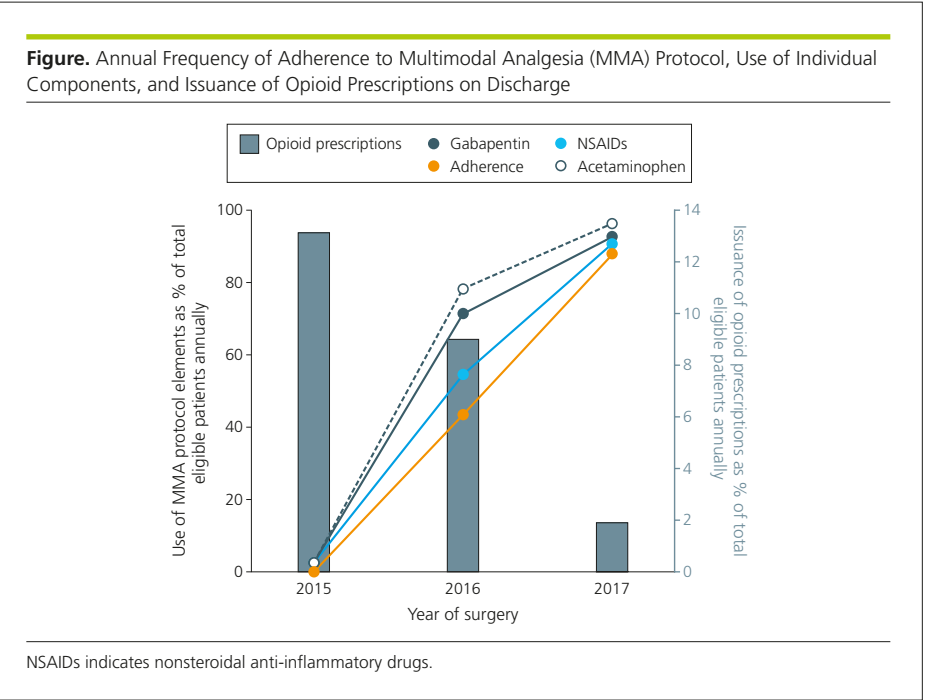 Figure. Annual Frequency of Adherence to Multimodal Analgesia (MMA) Protocol, Use of Individual
Components, and Issuance of Opioid Prescriptions on Discharge
Opioid prescriptions
Gabapentin
NSAIDs
Adherence
Acetaminophen
Use of MMA protocol elements as % of total
eligible patients annually
100
80
60
40
20
0
14
12
10
8
6
4
2
0
Issuance of opioid prescriptions as % of total
eligible patients annually
2015
2016
2017
Year of surgery
NSAIDs indicates nonsteroidal anti-inflammatory drugs.